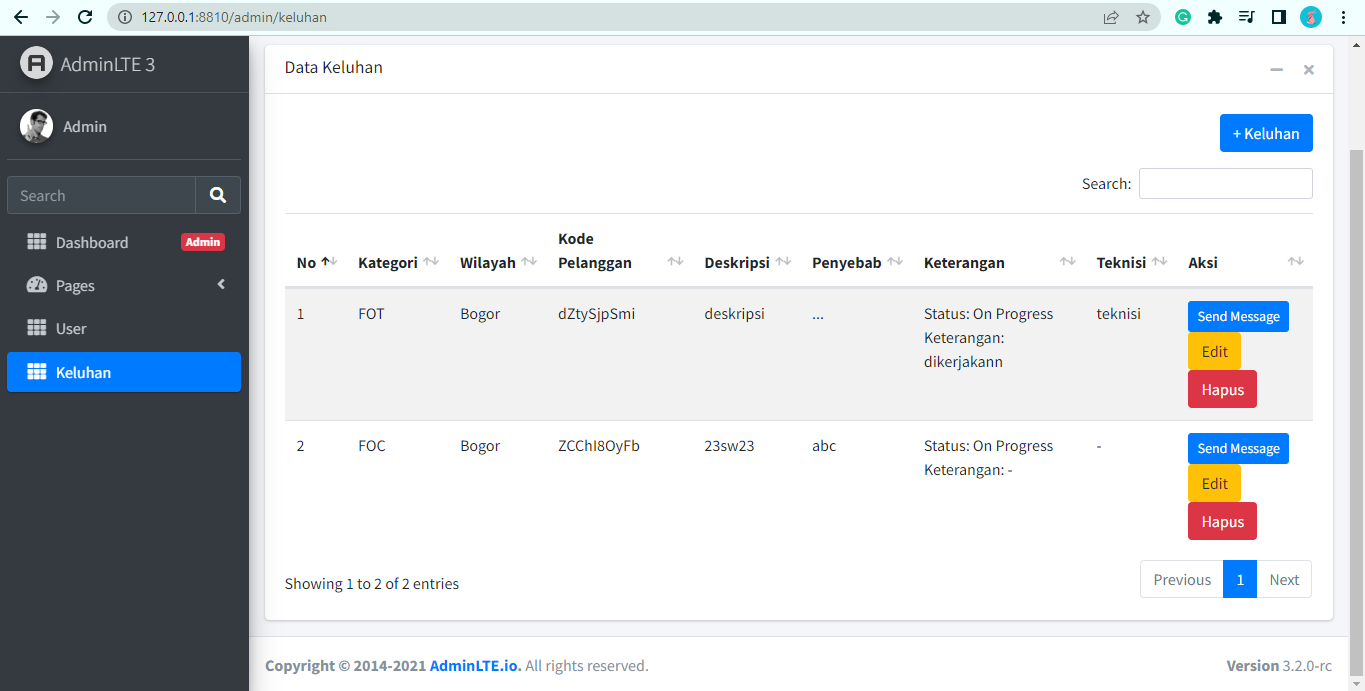 127.0.0.1:8810/admin/keluhan
AdminLTE 3
Admin
Search
Dashboard Admin
Pages
User
Keluhan
Data Keluhan
+ Keluhan
Search:
No Kategori Wilayah Kode Pelanggan Deskripsi Penyebab Keterangan Teknisi Aksi
1 FOT Bogor dZtySjpSmi deskripsi ... Status: On Progress teknisi Send Message
Keterangan: Edit
dikerjakann
Hapus
2 FOC Bogor ZCChI8OyFb 23sw23 abc Status: On Progress - Send Message
Keterangan: - Edit
Hapus
Showing 1 to 2 of 2 entries
Previous 1 Next
Copyright © 2014-2021 AdminLTE.io. All rights reserved.
Version 3.2.0-rc